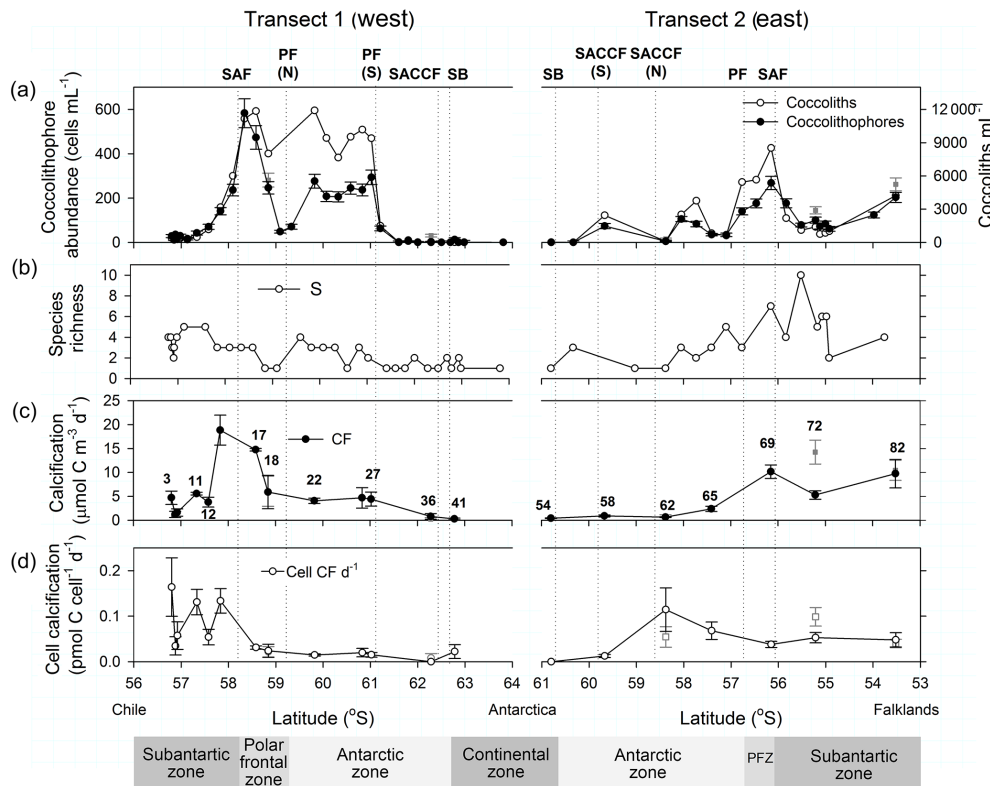 Transect 1 (west)
Transect 2 (east)
SAF
PF
(N)
PF
(S)
SACCF
SB
SB
SACCF
(S)
SACCF
(N)
PF
SAF
(a)
Coccolithophore
abundance (cells mL-1)
600
400
200
0
Coccoliths
Coccolithophores
12 000
9000
6000
3000
0
Coccoliths mL-1
(b)
Species
richness
10
8
6
4
2
0
S
(c)
Calcification
(μmol C m-3 d-1)
25
20
15
10
5
0
CF
3
11
12
17
18
22
27
36
41
54
58
62
65
69
72
82
(d)
Cell calcification
(pmol C cell-1 d-1)
0.2
0.1
0.0
Cell CF d-1
56 57 58 59 60 61 62 63 64
61 60 59 58 57 56 55 54 53
Chile
Latitude (oS)
Antarctica
Latitude (oS)
Falklands
Subantartic
zone
Polar
frontal
zone
Antarctic
zone
Continental
zone
Antarctic
zone
PFZ
Subantartic
zone